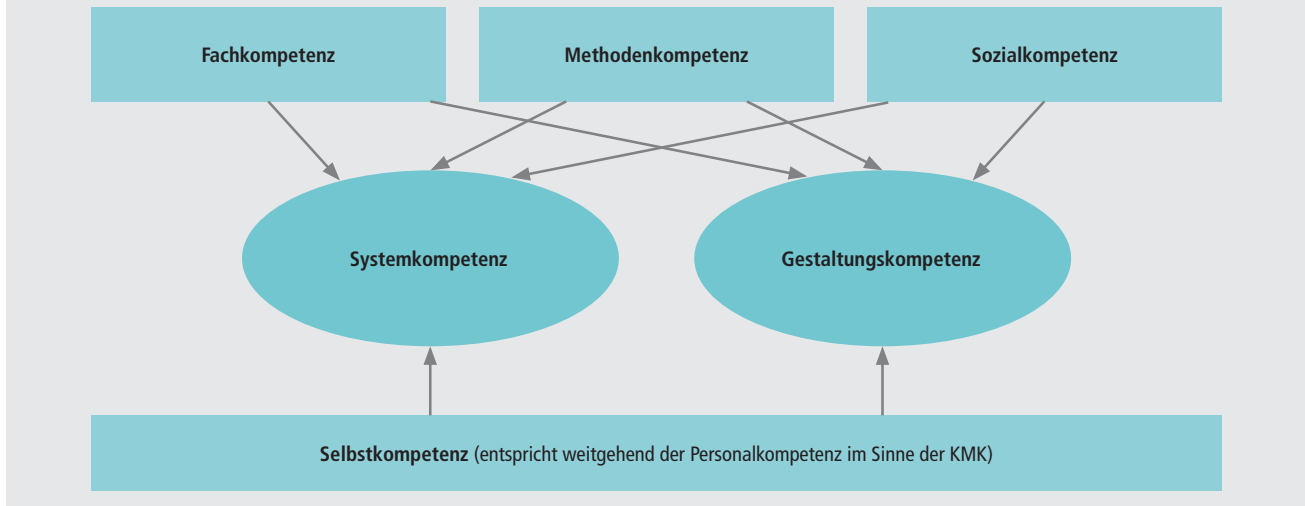 Fachkompetenz
Methodenkompetenz
Sozialkompetenz
Systemkompetenz
Gestaltungskompetenz
Selbstkompetenz (entspricht weitgehend der Personalkompetenz im Sinne der KMK)